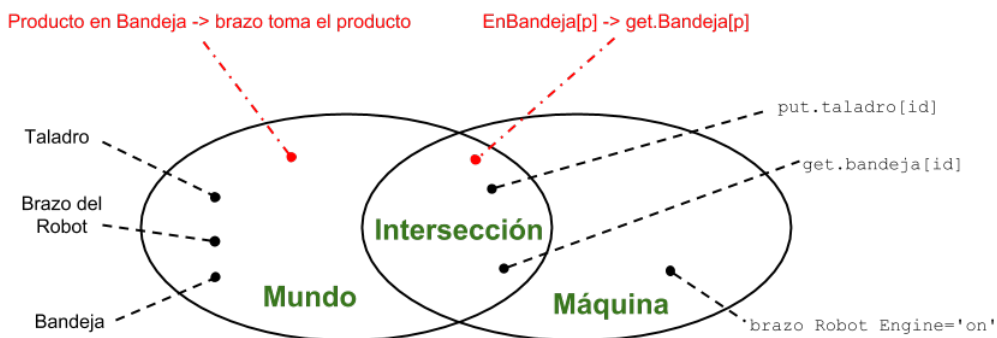 Producto en Bandeja -> brazo toma el producto
EnBandeja[p] -> get.Bandeja[p]
put.taladro[id]
Taladro
get.bandeja[id]
Brazo del
Robot
Intersección
Mundo
Máquina
Bandeja
brazo Robot Engine='on'